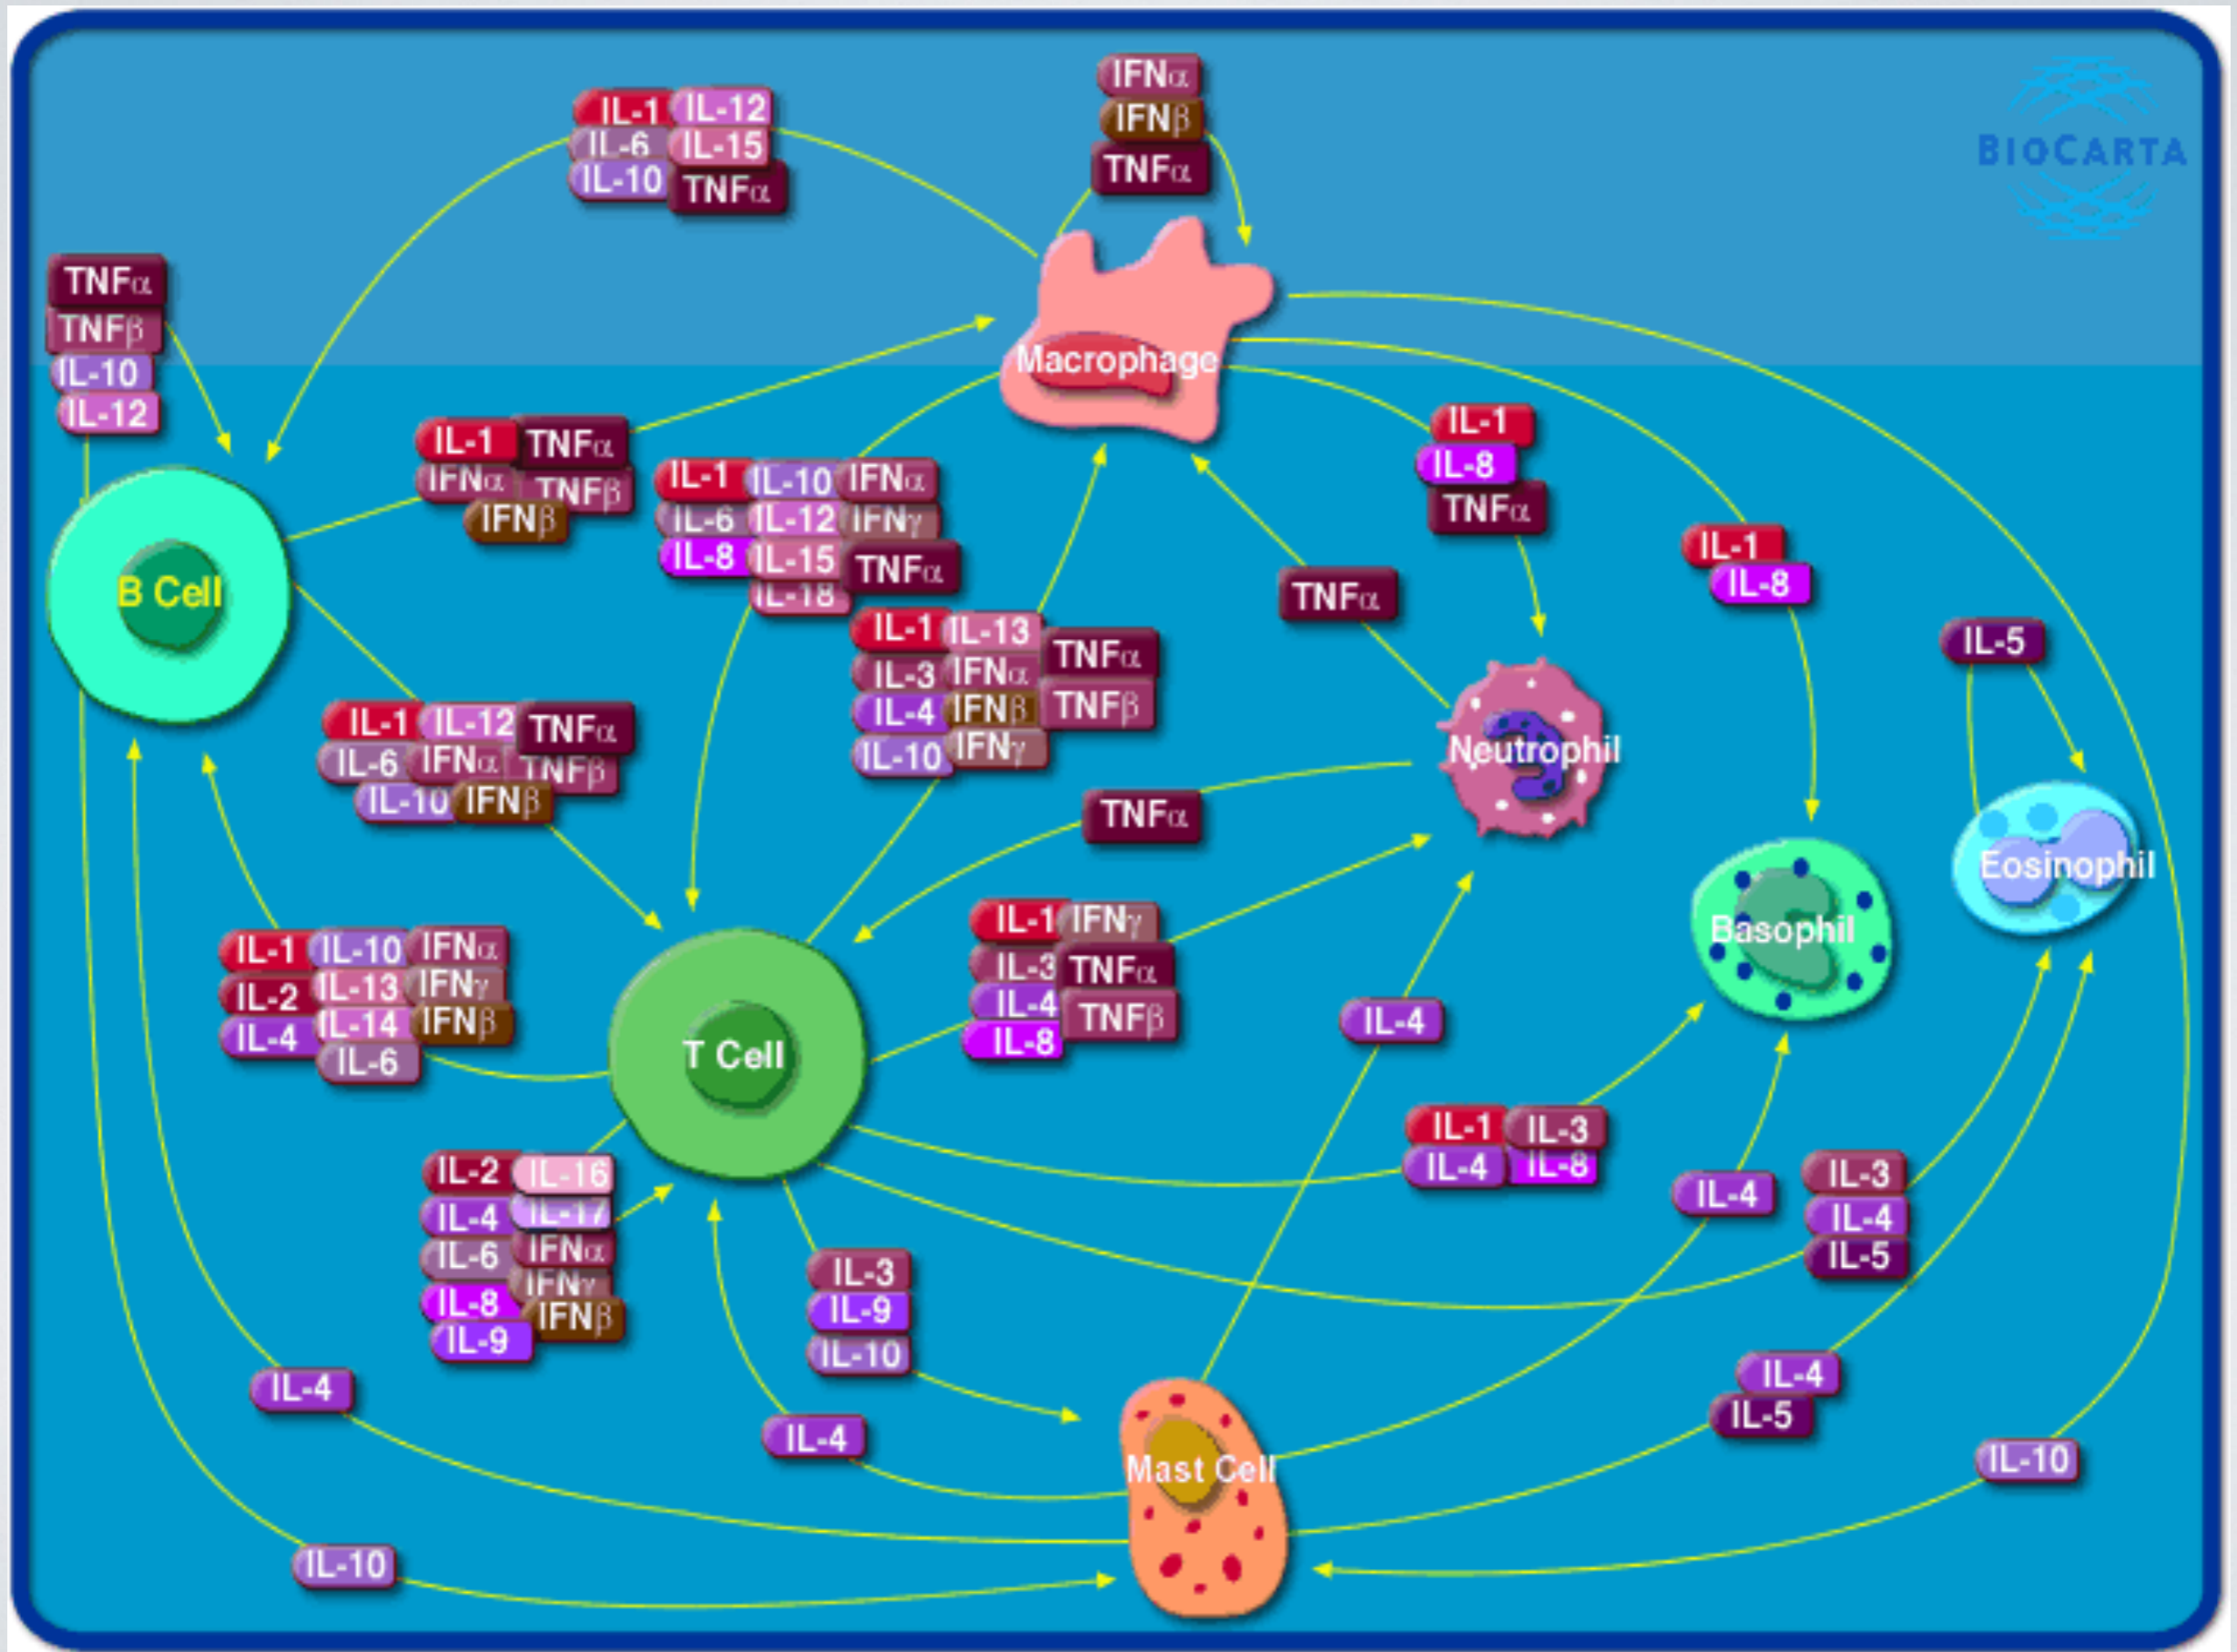 IFNα
IFNβ
TNFα
IL-1 IL-12
IL-6 IL-15
IL-10 TNFα
BIOCARTA
TNFα
TNFβ
IL-10
IL-12
Macrophage
IL-1 TNFα
IFNα TNFβ
IFNβ
IL-1 IL-10 IFNα
IL-6 IL-12 IFNγ
IL-8 IL-15 TNFα
IL-18
IL-1
IL-8
TNFα
IL-1
IL-8
B Cell
TNFα
IL-1 IL-13 TNFα
IL-3 IFNα
IL-4 IFNβ TNFβ
IL-10 IFNγ
IL-5
IL-1 IL-12 TNFα
IL-6 IFNα TNFβ
IL-10 IFNβ
Neutrophil
TNFα
Eosinophil
Basophil
IL-1 IL-10 IFNα
IL-2 IL-13 IFNγ
IL-4 IL-14 IFNβ
IL-6
T Cell
IL-1 IFNγ
IL-3 TNFα
IL-4 TNFβ
IL-8
IL-4
IL-1 IL-3
IL-4 IL-8
IL-4
IL-3
IL-4
IL-5
IL-2 IL-16
IL-4 IL-17
IL-6 IFNα
IFNγ
IL-8 IFNβ
IL-9
IL-3
IL-9
IL-10
IL-4
IL-4
IL-4
IL-5
Mast Cell
IL-10
IL-10